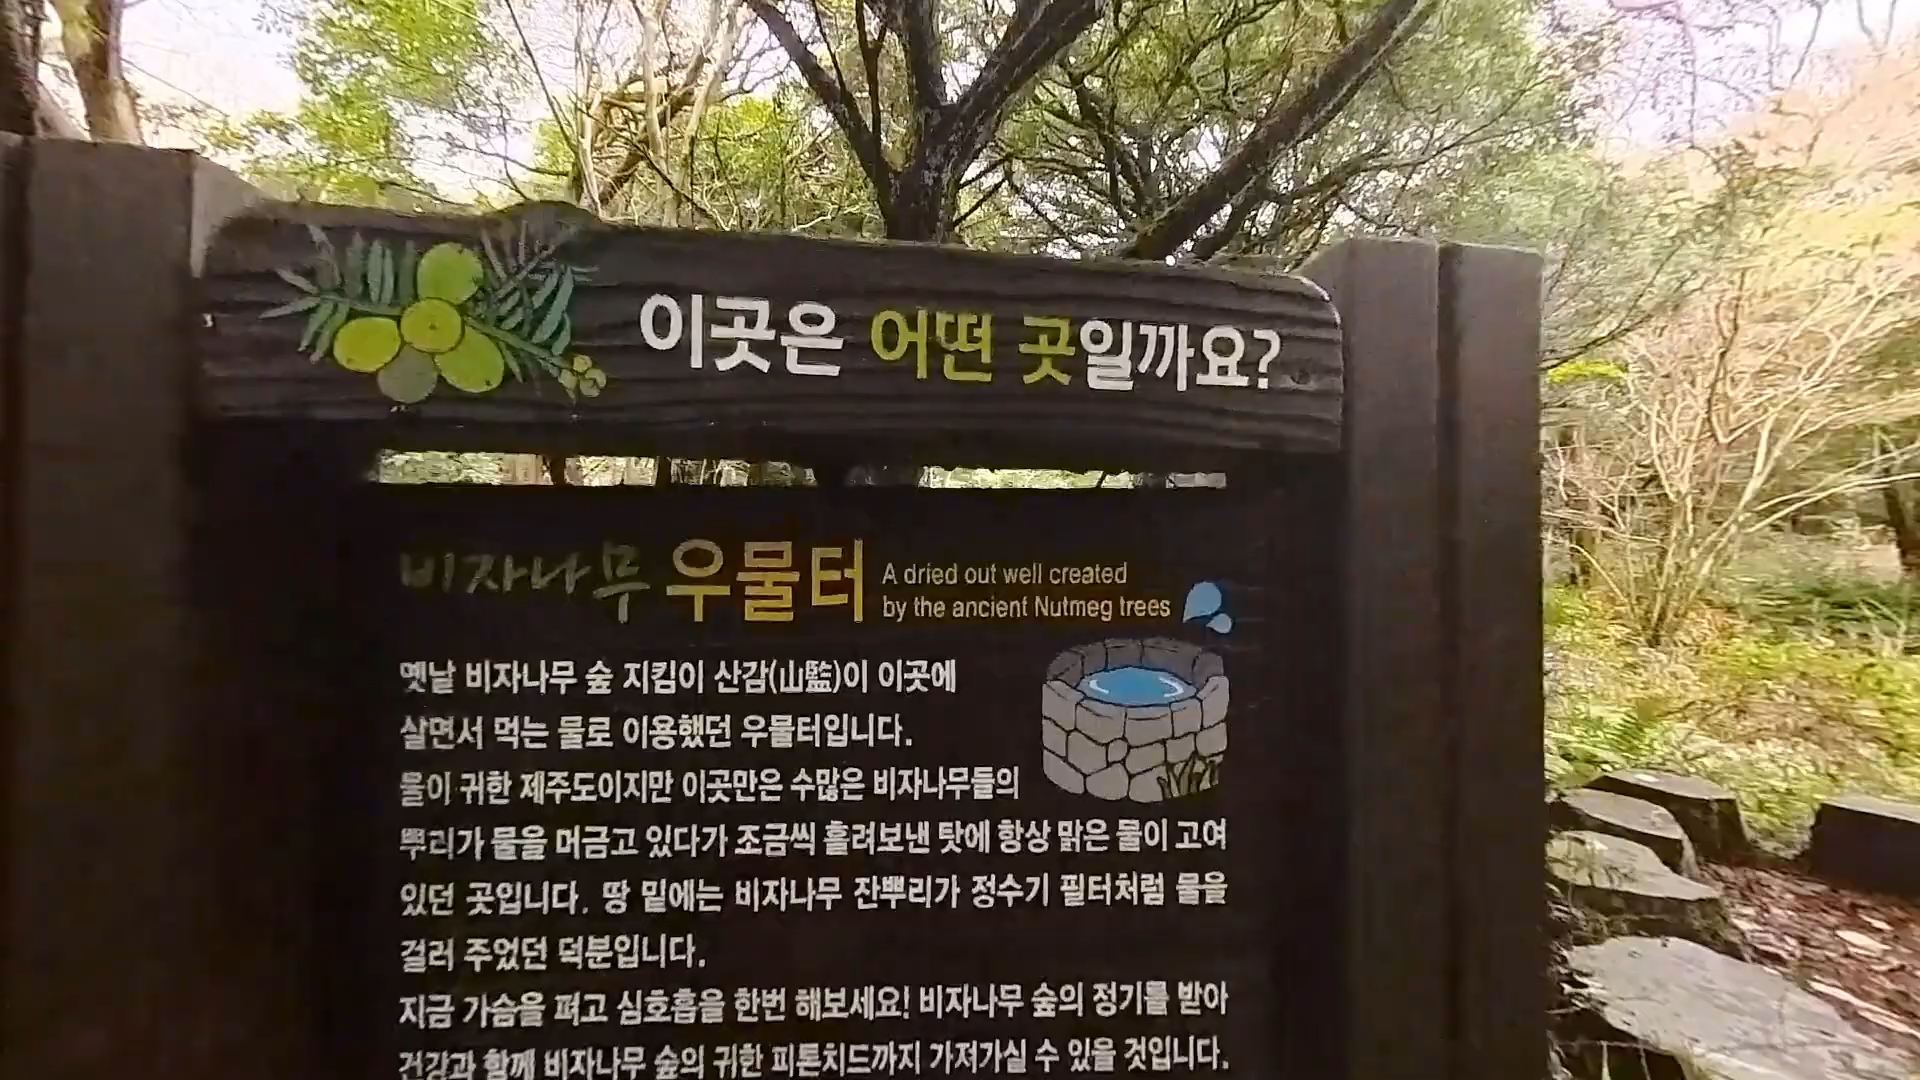 이곳은 어떤 곳일까요?
비자나무 우물터
A dried out well created
by the ancient Nutmeg trees
옛날 비자나무 숲 지킴이 산감(山監)이 이곳에
살면서 먹는 물로 이용했던 우물터입니다.
물이 귀한 제주도이지만 이곳만은 수많은 비자나무들의
뿌리가 물을 머금고 있다가 조금씩 흘려보낸 탓에 항상 맑은 물이 고여
있던 곳입니다. 땅 밑에는 비자나무 잔뿌리가 정수기 필터처럼 물을
걸러 주었던 덕분입니다.
지금 가슴을 펴고 심호흡을 한번 해보세요! 비자나무 숲의 정기를 받아
건강과 함께 비자나무 숲의 귀한 피톤치드까지 가져가실 수 있을 것입니다.